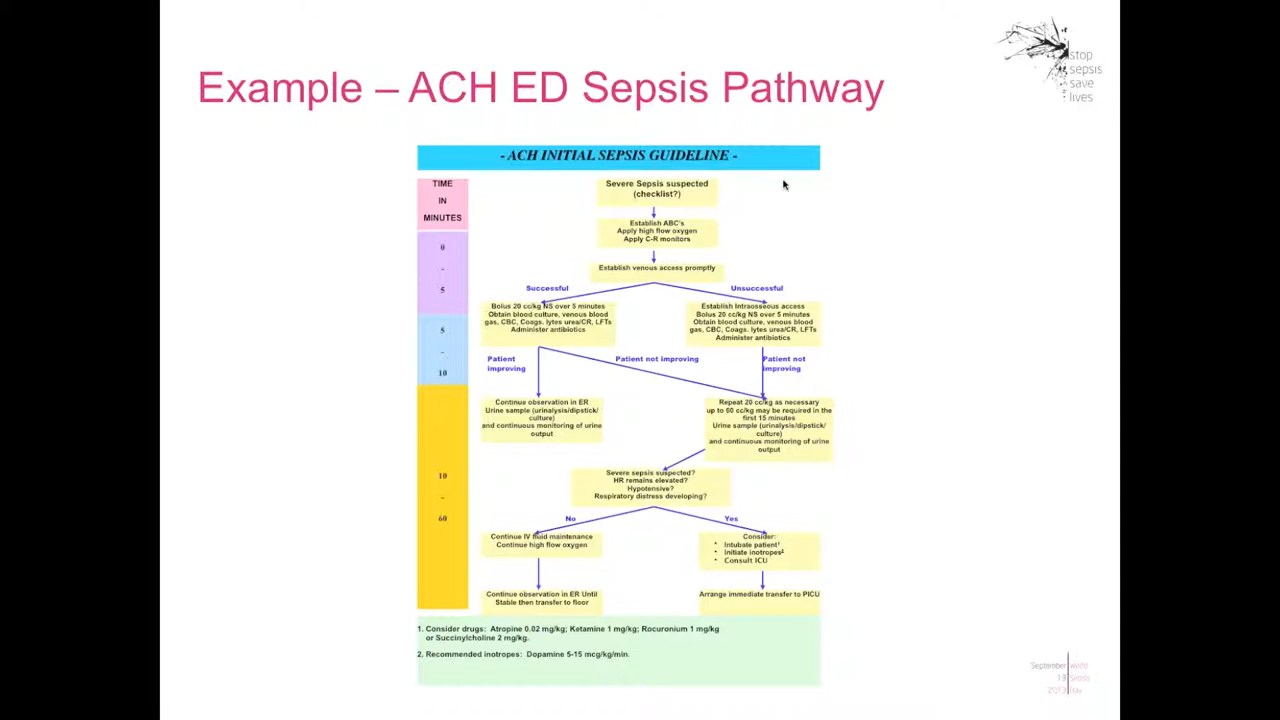 stop
sepsis
save
lives
Example – ACH ED Sepsis Pathway
- ACH INITIAL SEPSIS GUIDELINE -
TIME
IN
MINUTES
Severe Sepsis suspected
(checklist?)
Establish ABC's
Apply high flow oxygen
Apply C-R monitors
0
-
5
Establish venous access promptly
Successful
Unsuccessful
Bolus 20 cc/kg NS over 5 minutes
Obtain blood culture, venous blood
gas, CBC, Coags. lytes urea/CR, LFTs
Administer antibiotics
Establish Intraosseous access
Bolus 20 cc/kg NS over 5 minutes
Obtain blood culture, venous blood
gas, CBC, Coags. lytes urea/CR, LFTs
Administer antibiotics
5
-
10
Patient
improving
Patient not improving
Patient not
improving
Continue observation in ER
Urine sample (urinalysis/dipstick/
culture)
and continuous monitoring of urine
output
Repeat 20 cc/kg as necessary
up to 60 cc/kg may be required in the
first 15 minutes
Urine sample (urinalysis/dipstick/
culture)
and continuous monitoring of urine
output
10
-
60
Severe sepsis suspected?
HR remains elevated?
Hypotensive?
Respiratory distress developing?
No
Yes
Continue IV fluid maintenance
Continue high flow oxygen
Consider:
• Intubate patient¹
• Initiate inotropes²
• Consult ICU
Continue observation in ER Until
Stable then transfer to floor
Arrange immediate transfer to PICU
1. Consider drugs: Atropine 0.02 mg/kg; Ketamine 1 mg/kg; Rocuronium 1 mg/kg
or Succinylcholine 2 mg/kg.
2. Recommended inotropes: Dopamine 5-15 mcg/kg/min.
September World
13 Sepsis
2013 Day